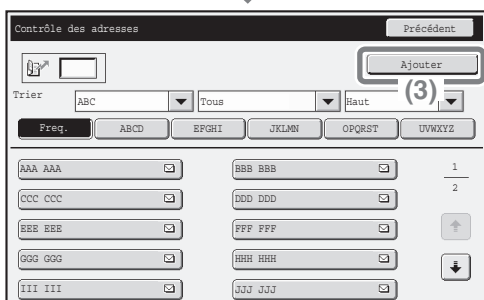 Contrôle des adresses Précédent
Ajouter
(3)
Trier ABC Tous Haut
Freq. ABCD EFGHI JKLMN OPQRST UVWXYZ
AAA AAA BBB BBB 1
2
CCC CCC DDD DDD
EEE EEE FFF FFF
GGG GGG HHH HHH
III III JJJ JJJ